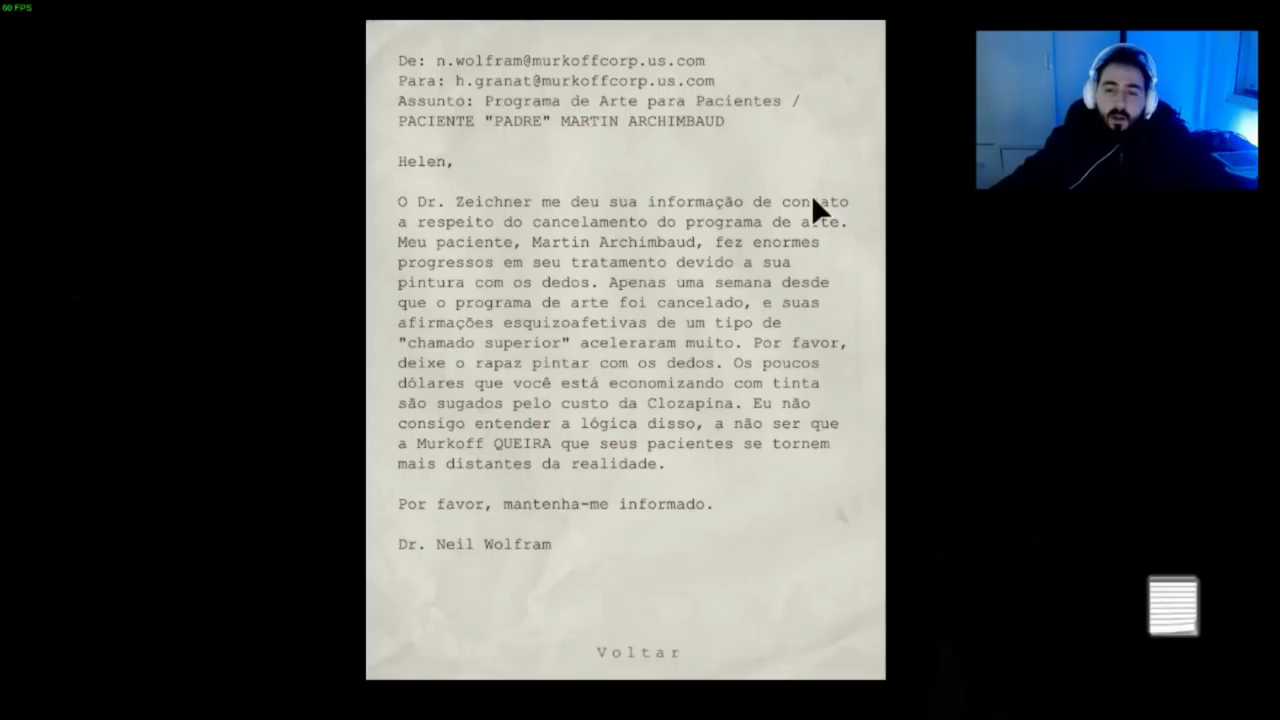 60 FPS
De: n.wolfram@murkoffcorp.us.com
Para: h.granat@murkoffcorp.us.com
Assunto: Programa de Arte para Pacientes /
PACIENTE "PADRE" MARTIN ARCHIMBAUD
Helen,
O Dr. Zeichner me deu sua informação de contato
a respeito do cancelamento do programa de arte.
Meu paciente, Martin Archimbaud, fez enormes
progressos em seu tratamento devido a sua
pintura com os dedos. Apenas uma semana desde
que o programa de arte foi cancelado, e suas
afirmações esquizoafetivas de um tipo de
"chamado superior" aceleraram muito. Por favor,
deixe o rapaz pintar com os dedos. Os poucos
dólares que você está economizando com tinta
são sugados pelo custo da Clozapina. Eu não
consigo entender a lógica disso, a não ser que
a Murkoff QUEIRA que seus pacientes se tornem
mais distantes da realidade.
Por favor, mantenha-me informado.
Dr. Neil Wolfram
Voltar